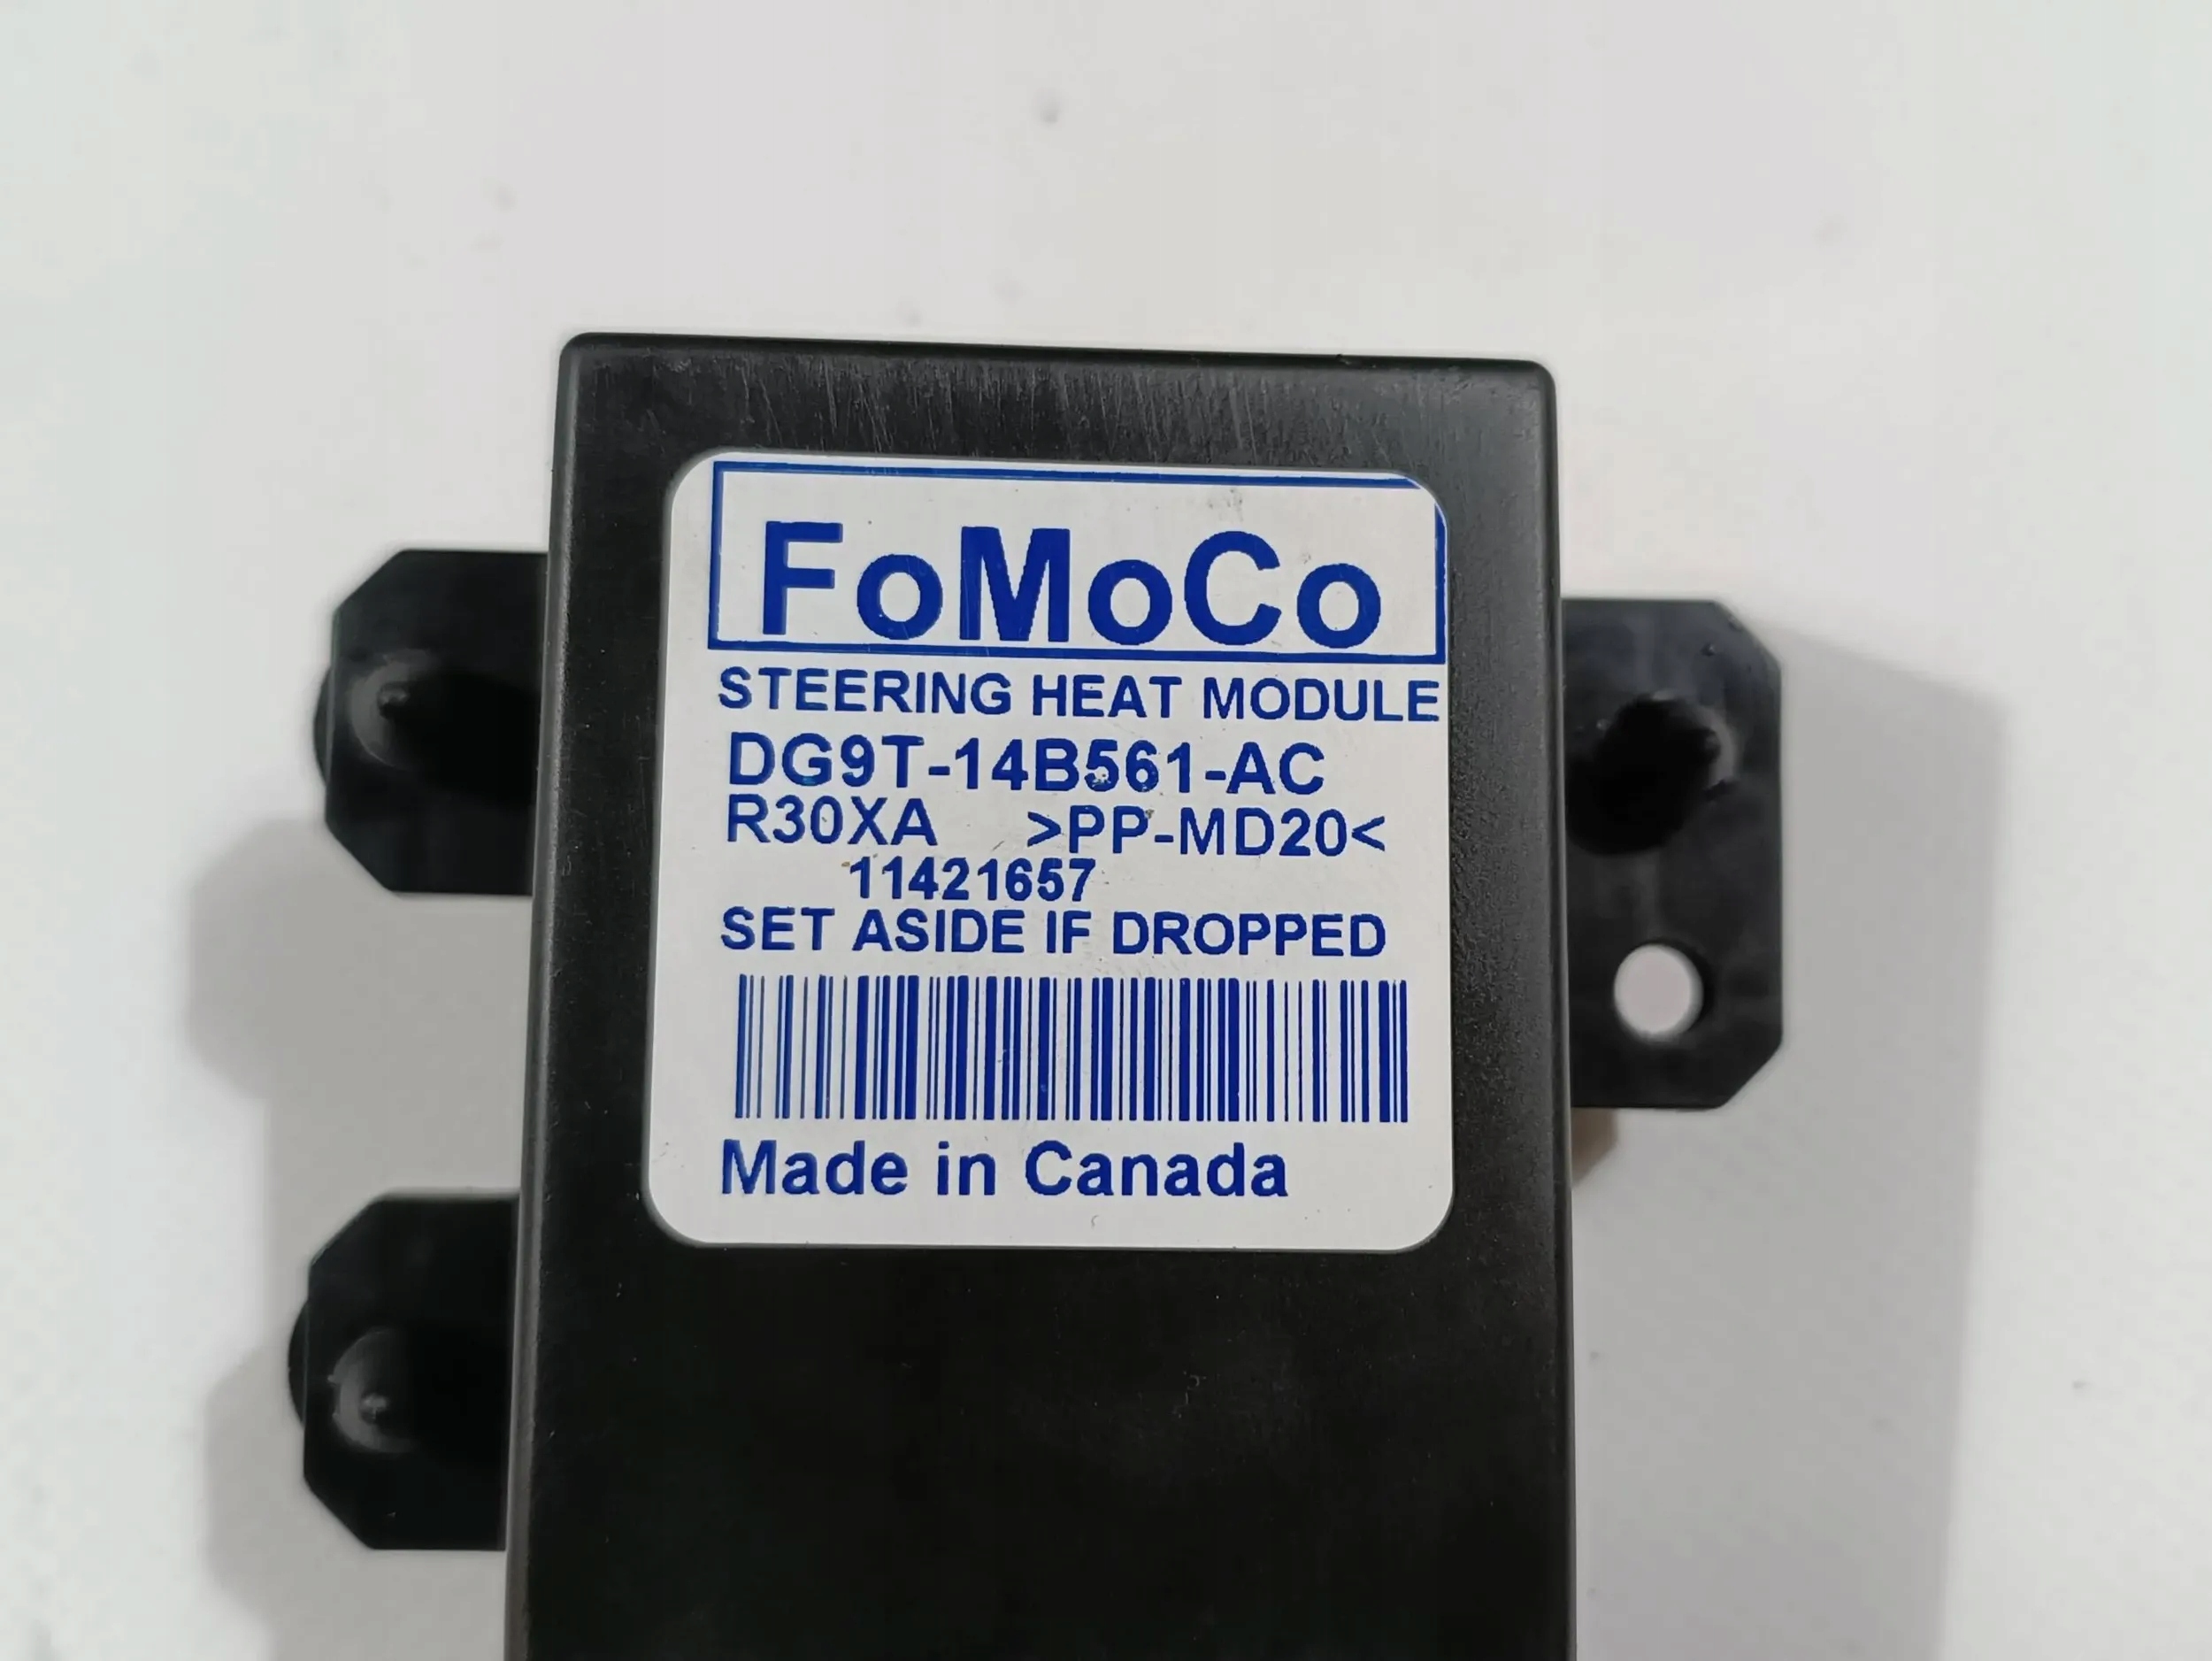 FoMoCo
STEERING HEAT MODULE
DG9T-14B561-AC
R30XA >PP-MD20<
11421657
SET ASIDE IF DROPPED
Made in Canada